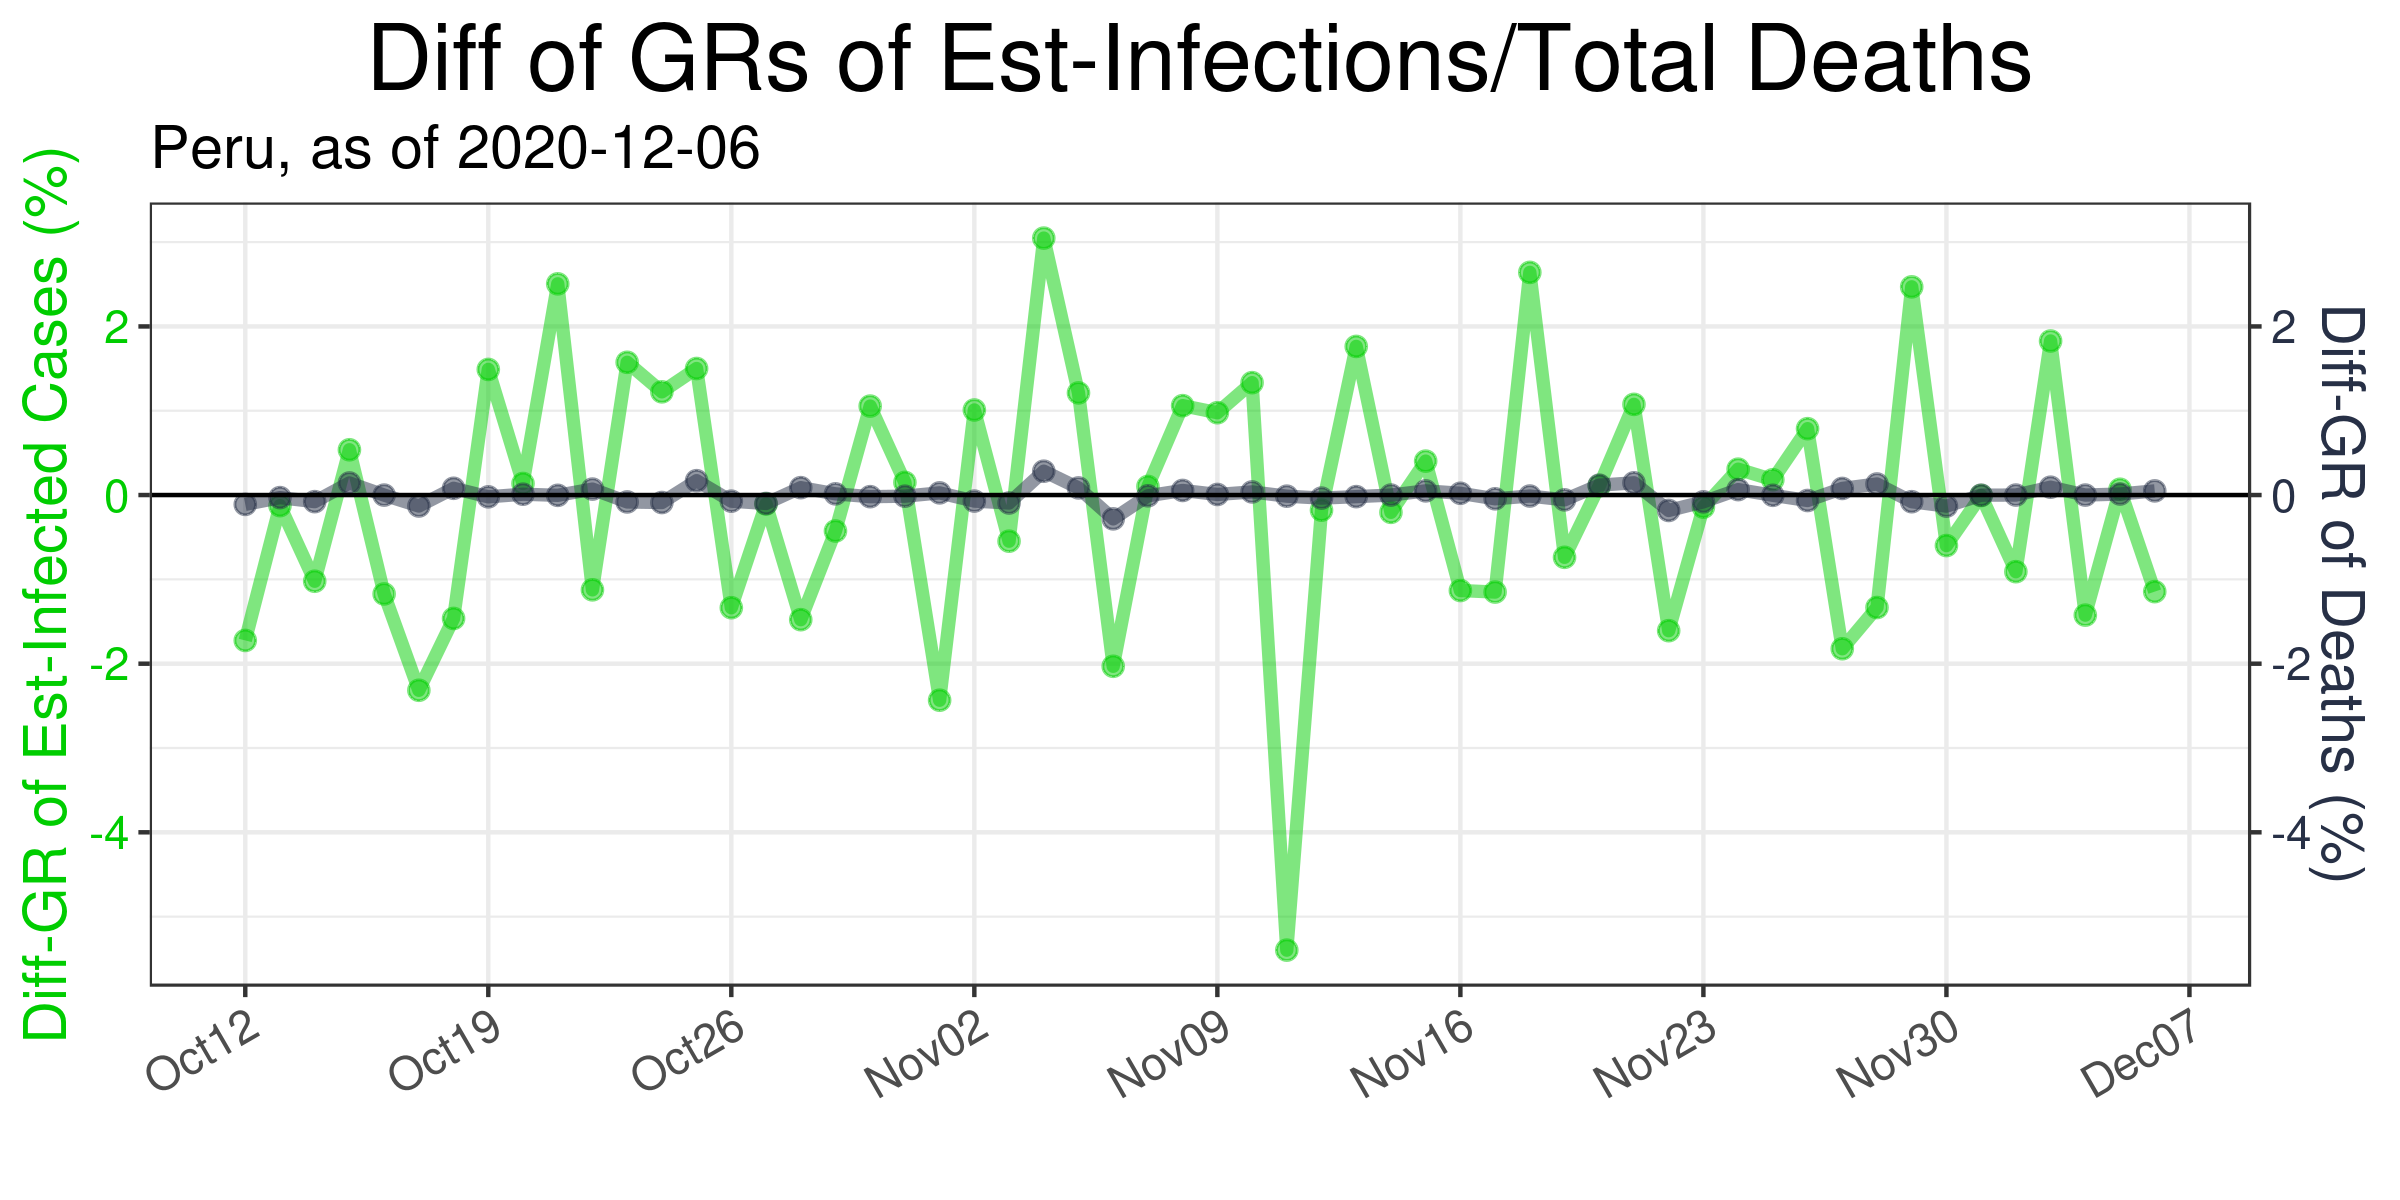 Diff of GRs of Est-Infections/Total Deaths
Peru, as of 2020-12-06
Diff-GR of Est-Infected Cases (%)
2
0
-2
-4
2
0
-2
-4
Diff-GR of Deaths (%)
Oct12
Oct19
Oct26
Nov02
Nov09
Nov16
Nov23
Nov30
Dec07